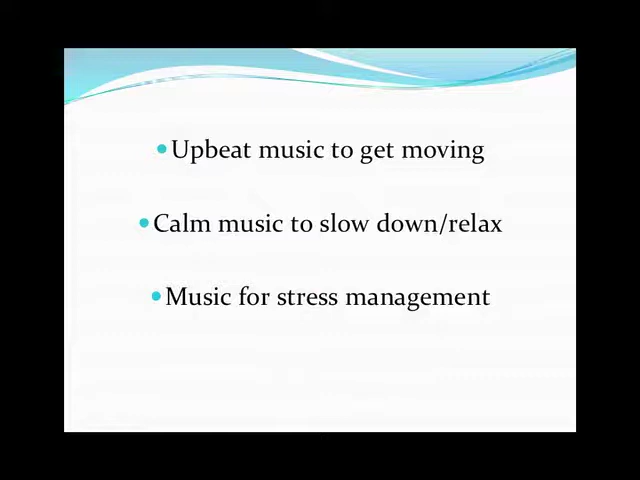 •Upbeat music to get moving
•Calm music to slow down/relax
•Music for stress management